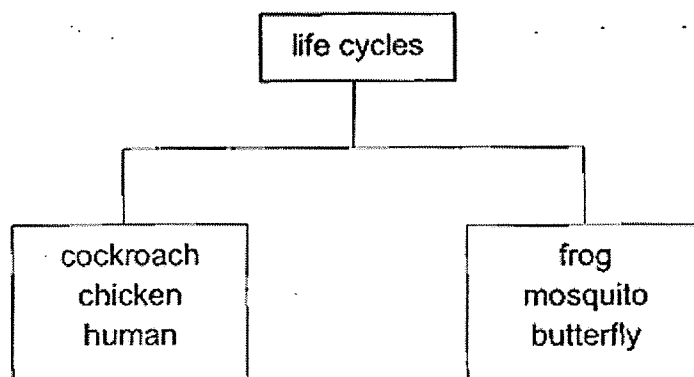 life cycles
cockroach
chicken
human
frog
mosquito
butterfly